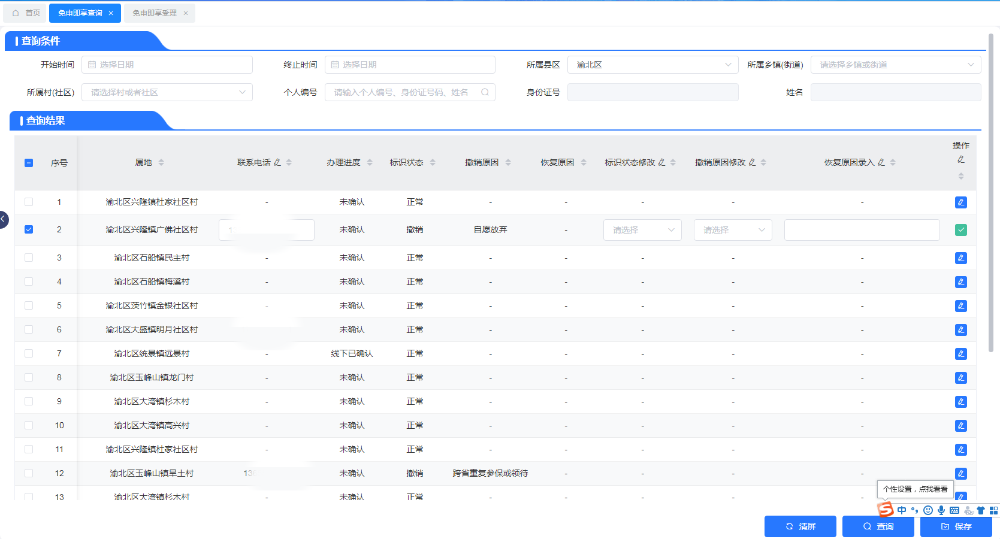 首页 免申即享查询 × 免申即享受理 ×
查询条件
开始时间 选择日期 终止时间 选择日期 所属县区 渝北区 所属乡镇(街道) 请选择乡镇或街道
所属村(社区) 请选择村或者社区 个人编号 请输入个人编号、身份证号码、姓名 身份证号 姓名
查询结果
序号 属地 联系电话 办理进度 标识状态 撤销原因 恢复原因 标识状态修改 撤销原因修改 恢复原因录入 操作
1 渝北区兴隆镇杜家社区村 - 未确认 正常 - - - - -
2 渝北区兴隆镇广佛社区村 1 未确认 撤销 自愿放弃 - 请选择 请选择
3 渝北区石船镇民主村 - 未确认 正常 - - - - -
4 渝北区石船镇梅溪村 - 未确认 正常 - - - - -
5 渝北区茨竹镇金银社区村 - 未确认 正常 - - - - -
6 渝北区大盛镇明月社区村 未确认 正常 - - - - -
7 渝北区统景镇远景村 - 线下已确认 正常 - - - - -
8 渝北区玉峰山镇龙门村 - 未确认 正常 - - - - -
9 渝北区大湾镇杉木村 - 未确认 正常 - - - - -
10 渝北区大湾镇高兴村 - 未确认 正常 - - - - -
11 渝北区兴隆镇杜家社区村 - 未确认 正常 - - - - -
12 渝北区玉峰山镇旱土村 13 未确认 撤销 跨省重复参保或领待 - - - -
13 渝北区大湾镇杉木村 - 未确认 正常 - - - - -
个性设置，点我看看
S 中
清屏 查询 保存